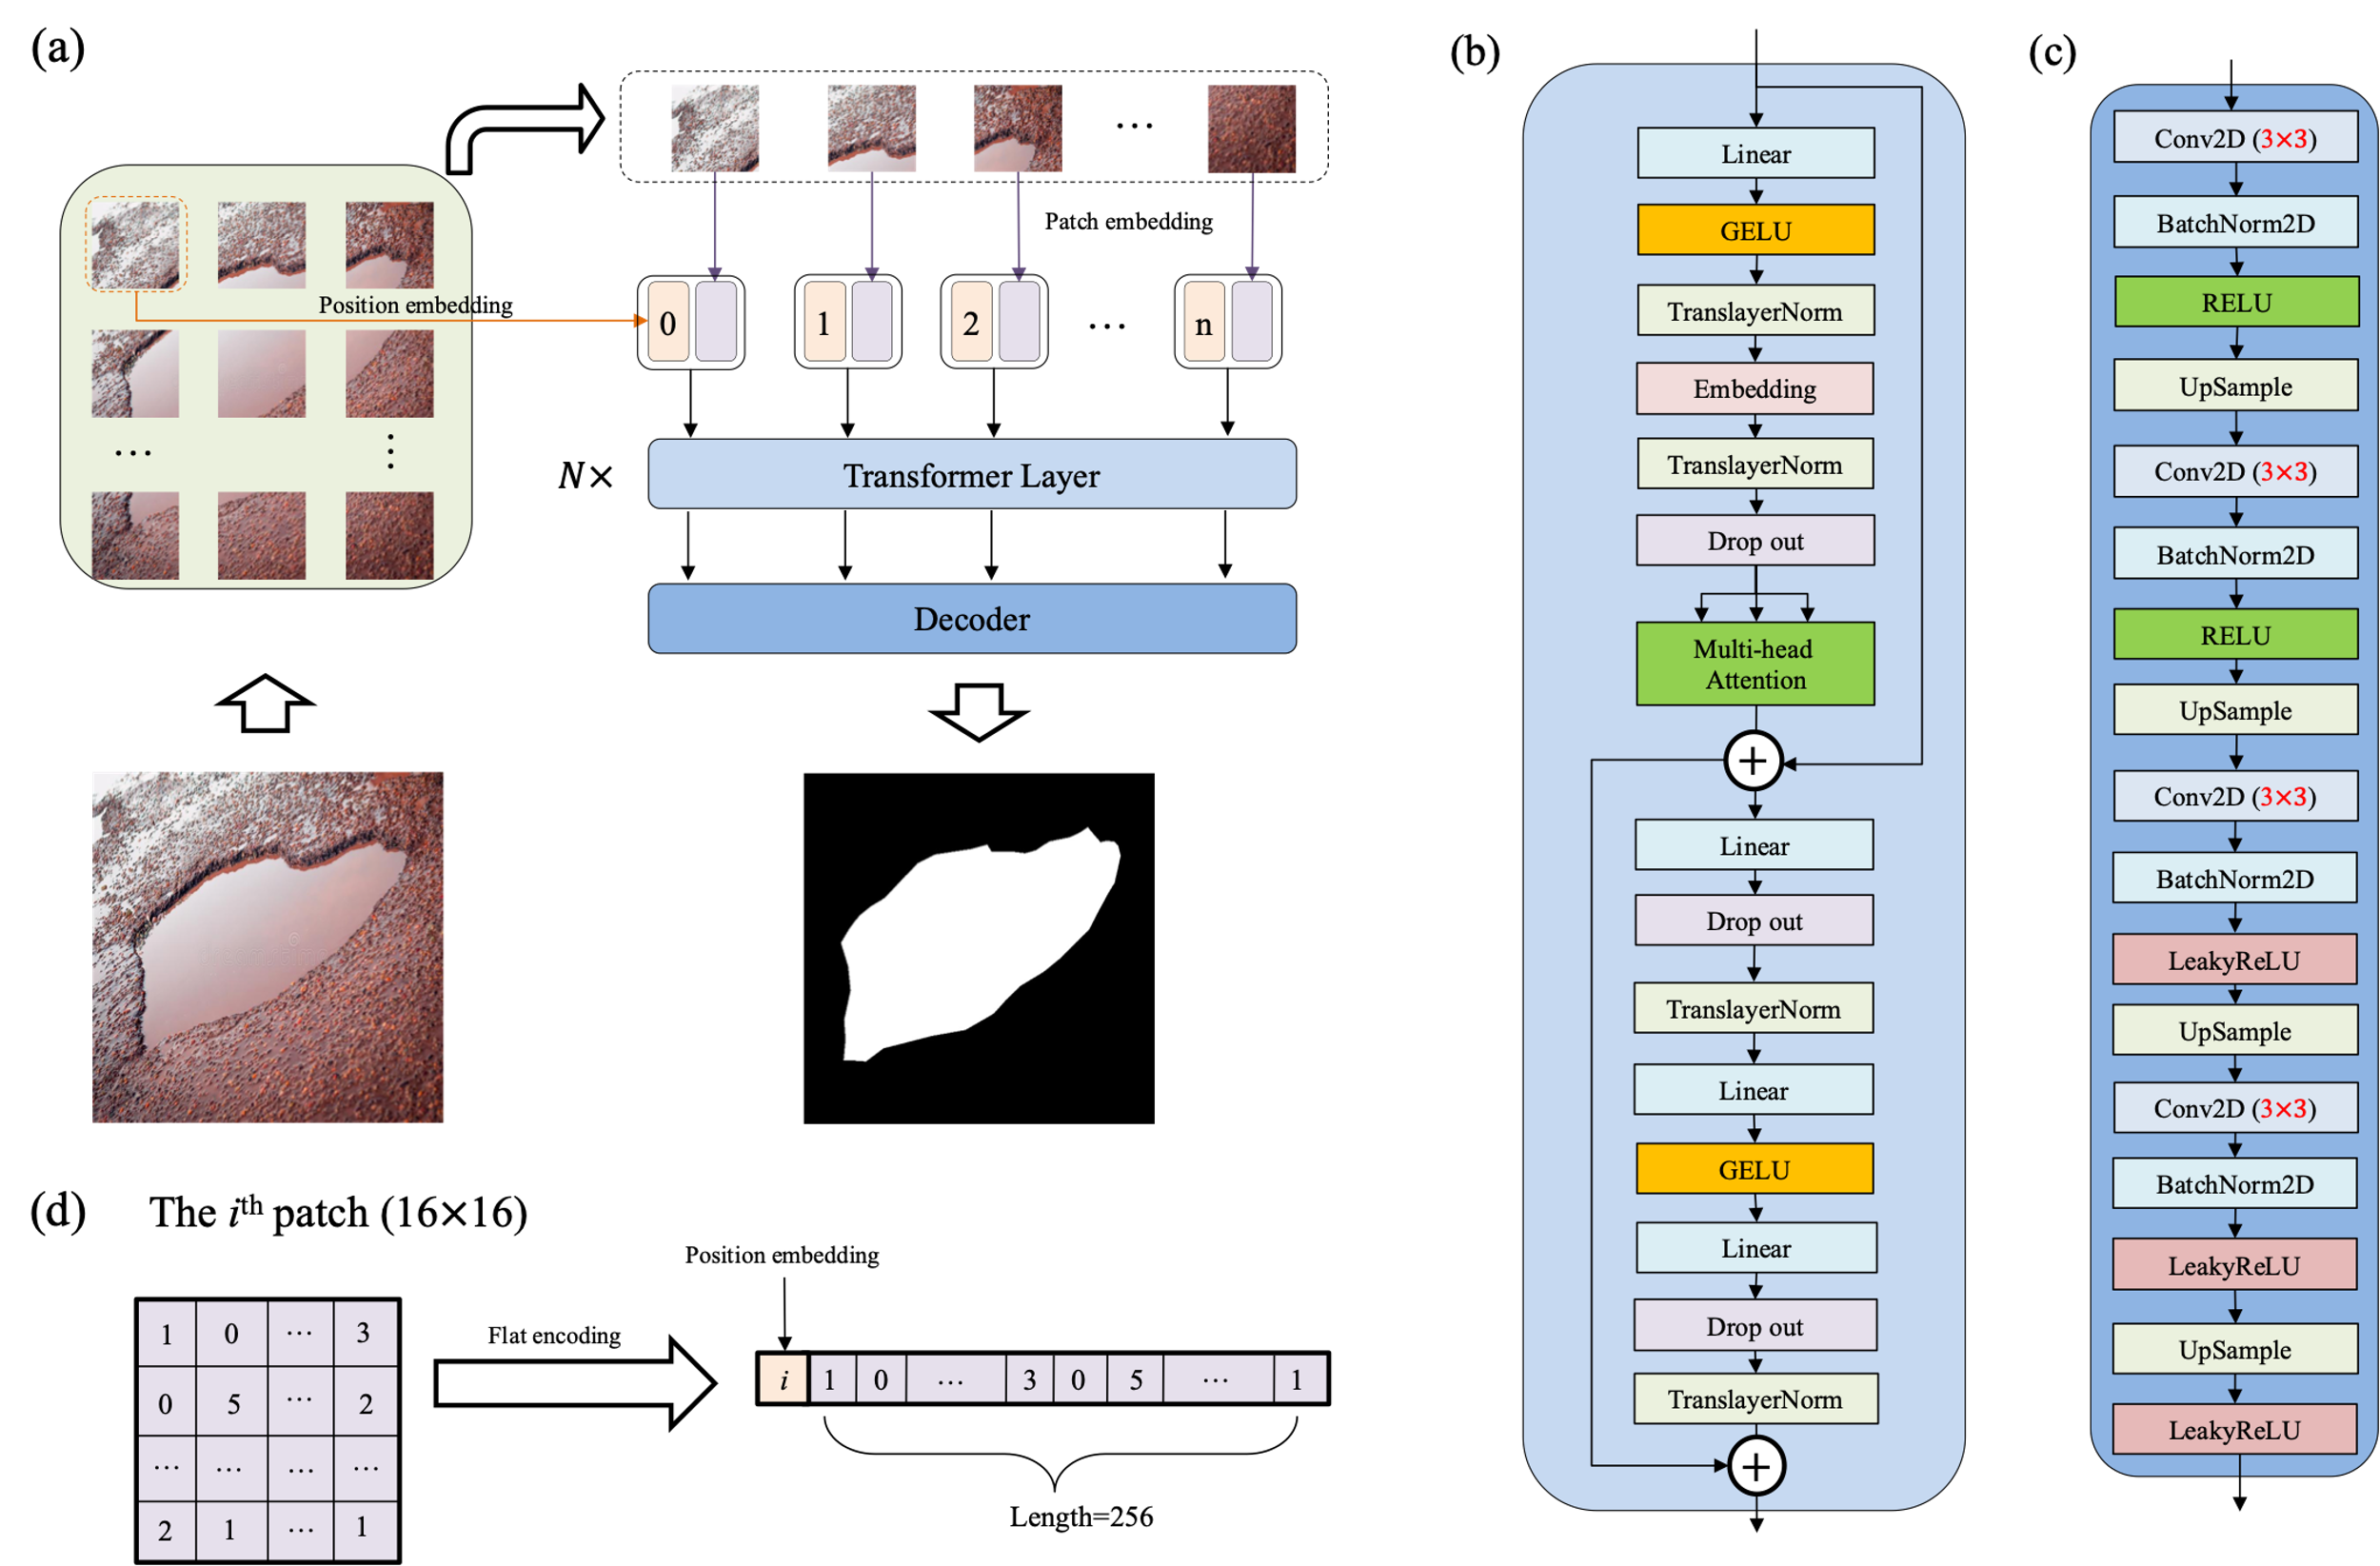 (a)
Patch embedding
Position embedding
0
1
2
...
n
...
N×
Transformer Layer
Decoder
(b)
Linear
GELU
TranslayerNorm
Embedding
TranslayerNorm
Drop out
Multi-head
Attention
+
Linear
Drop out
TranslayerNorm
Linear
GELU
Linear
Drop out
TranslayerNorm
+
(c)
Conv2D (3×3)
BatchNorm2D
RELU
UpSample
Conv2D (3×3)
BatchNorm2D
RELU
UpSample
Conv2D (3×3)
BatchNorm2D
LeakyReLU
UpSample
Conv2D (3×3)
BatchNorm2D
LeakyReLU
UpSample
LeakyReLU
(d) The iᵗʰ patch (16×16)
1 0 ... 3
0 5 ... 2
... ... ... ...
2 1 ... 1
Flat encoding
Position embedding
i 1 0 ... 3 0 5 ... 1
Length=256